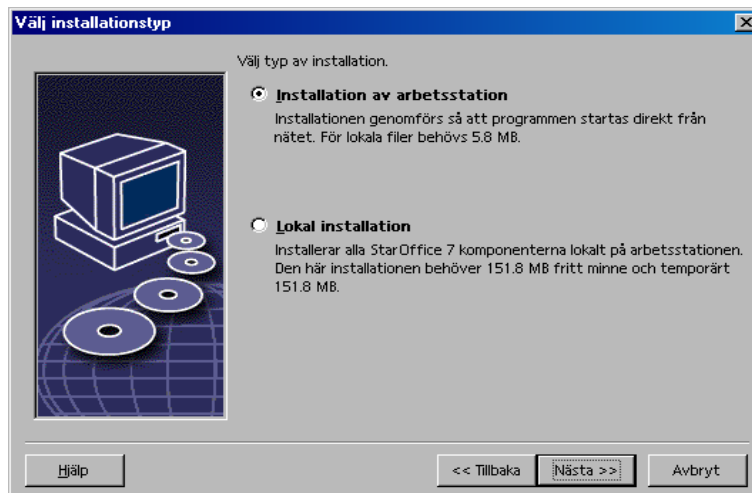 Välj installationstyp
Välj typ av installation.
Installation av arbetsstation
Installationen genomförs så att programmen startas direkt från
nätet. För lokala filer behövs 5.8 MB.
Lokal installation
Installerar alla StarOffice 7 komponenterna lokalt på arbetsstationen.
Den här installationen behöver 151.8 MB fritt minne och temporärt
151.8 MB.
Hjälp
<< Tillbaka
Nästa >>
Avbryt